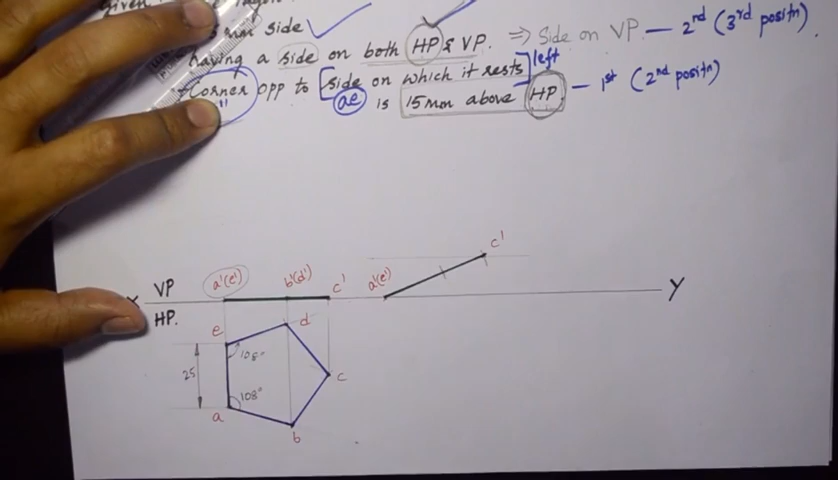 mm side
having a side on both HP & VP. ⇒ Side on VP — 2nd (3rd positn).
Corner opp to [side on which it rests] left
ae is 15mm above HP — 1st (2nd positn)
c'
a'(e') b'(d') c' a'(e')
VP
X Y
HP.
e d
108°
25 c
108°
a
b